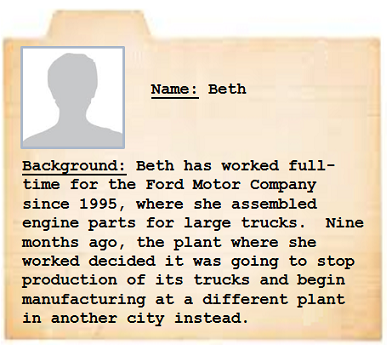 Name: Beth
Background: Beth has worked full-
time for the Ford Motor Company
since 1995, where she assembled
engine parts for large trucks.  Nine
months ago, the plant where she
worked decided it was going to stop
production of its trucks and begin
manufacturing at a different plant
in another city instead.